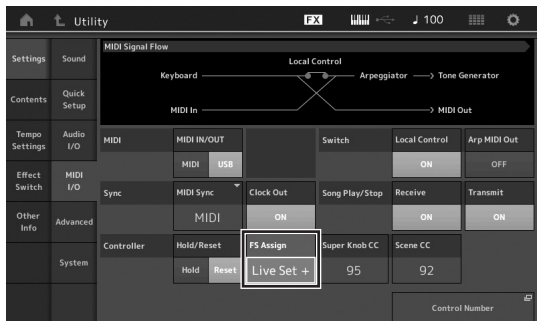 Utility
FX
♩ 100
Settings
Sound
Contents
Quick
Setup
Tempo
Settings
Audio
I/O
Effect
Switch
MIDI
I/O
Other
Info
Advanced
System
MIDI Signal Flow
Local Control
Keyboard
Arpeggiator
Tone Generator
MIDI In
MIDI Out
MIDI
MIDI IN/OUT
Switch
Local Control
Arp MIDI Out
MIDI
USB
ON
OFF
Sync
MIDI Sync
Clock Out
Song Play/Stop
Receive
Transmit
MIDI
ON
ON
ON
Controller
Hold/Reset
FS Assign
Super Knob CC
Scene CC
Hold
Reset
Live Set +
95
92
Control Number